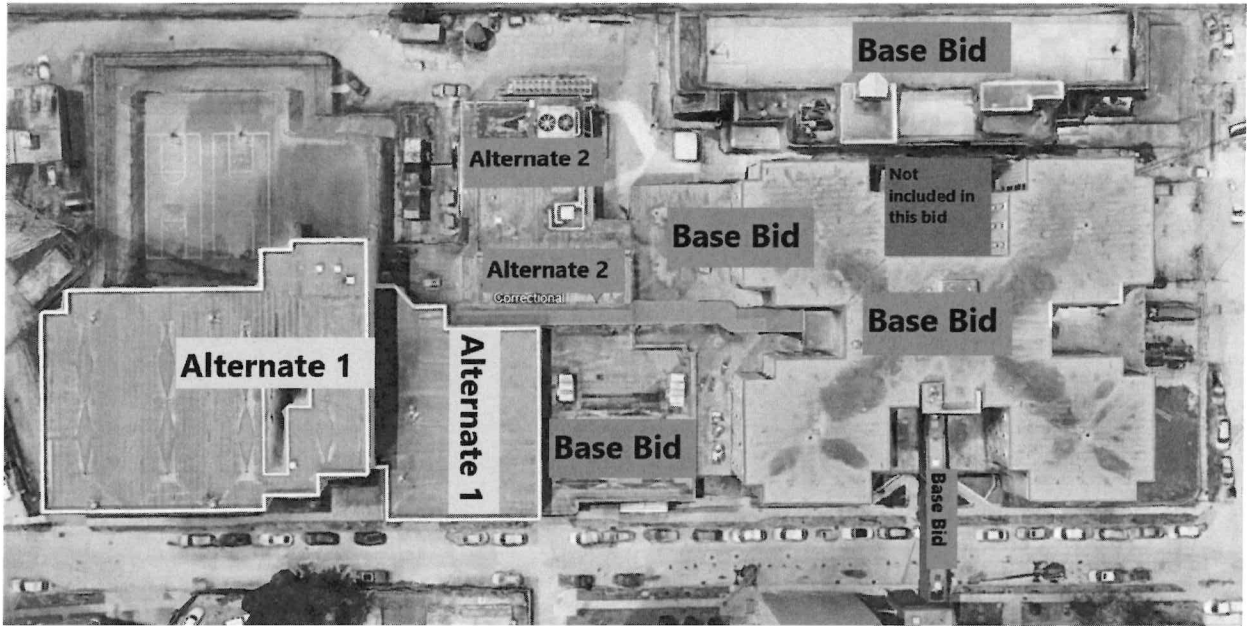 Base Bid
Alternate 2
Not
included in
this bid
Base Bid
Alternate 2
Correctional
Base Bid
Alternate 1
Alternate 1
Base Bid
Base Bid